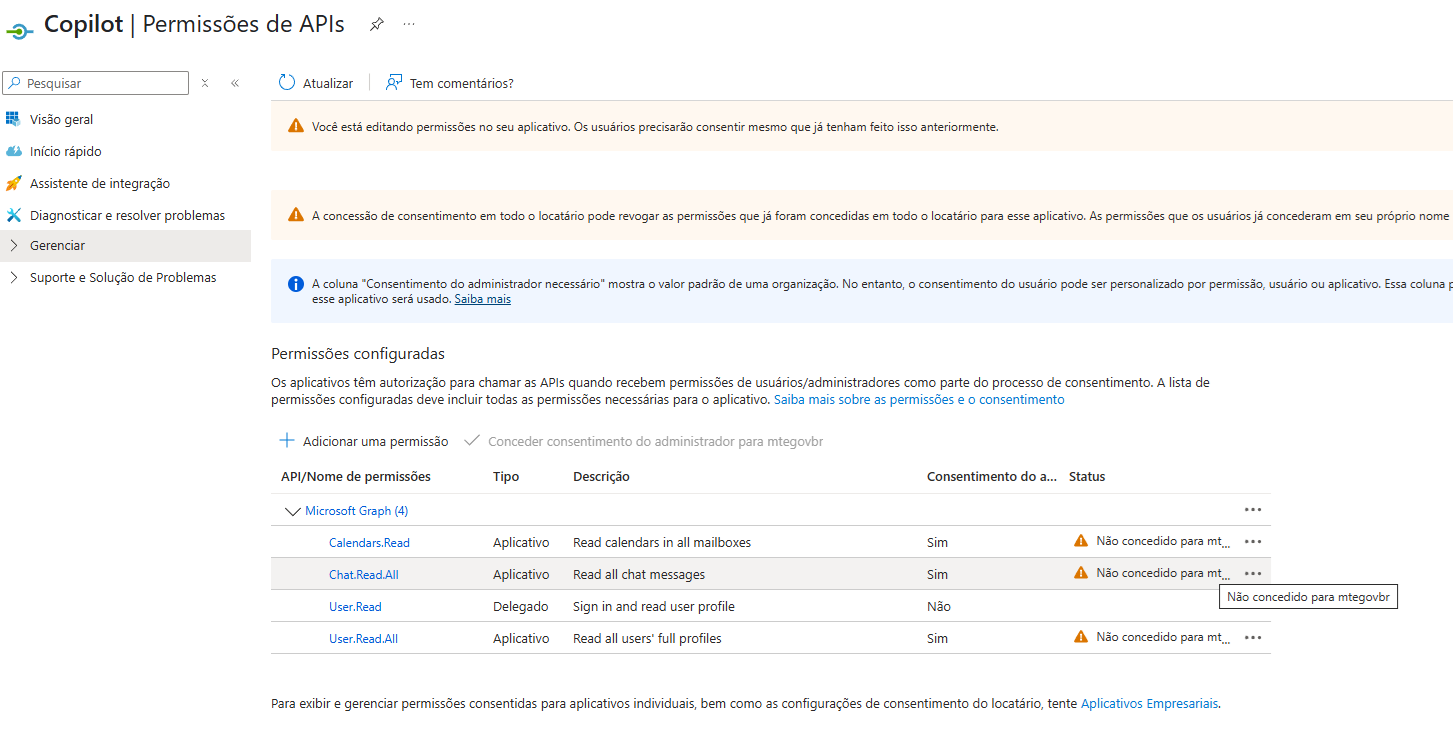 Copilot | Permissões de APIs
Pesquisar
Visão geral
Início rápido
Assistente de integração
Diagnosticar e resolver problemas
Gerenciar
Suporte e Solução de Problemas
Atualizar
Tem comentários?
Você está editando permissões no seu aplicativo. Os usuários precisarão consentir mesmo que já tenham feito isso anteriormente.
A concessão de consentimento em todo o locatário pode revogar as permissões que já foram concedidas em todo o locatário para esse aplicativo. As permissões que os usuários já concederam em seu próprio nome
A coluna "Consentimento do administrador necessário" mostra o valor padrão de uma organização. No entanto, o consentimento do usuário pode ser personalizado por permissão, usuário ou aplicativo. Essa coluna p
esse aplicativo será usado. Saiba mais
Permissões configuradas
Os aplicativos têm autorização para chamar as APIs quando recebem permissões de usuários/administradores como parte do processo de consentimento. A lista de
permissões configuradas deve incluir todas as permissões necessárias para o aplicativo. Saiba mais sobre as permissões e o consentimento
Adicionar uma permissão Conceder consentimento do administrador para mtegovbr
API/Nome de permissões Tipo Descrição Consentimento do a... Status
Microsoft Graph (4)
Calendars.Read Aplicativo Read calendars in all mailboxes Sim Não concedido para mt...
Chat.Read.All Aplicativo Read all chat messages Sim Não concedido para mt...
Não concedido para mtegovbr
User.Read Delegado Sign in and read user profile Não
User.Read.All Aplicativo Read all users' full profiles Sim Não concedido para mt...
Para exibir e gerenciar permissões consentidas para aplicativos individuais, bem como as configurações de consentimento do locatário, tente Aplicativos Empresariais.